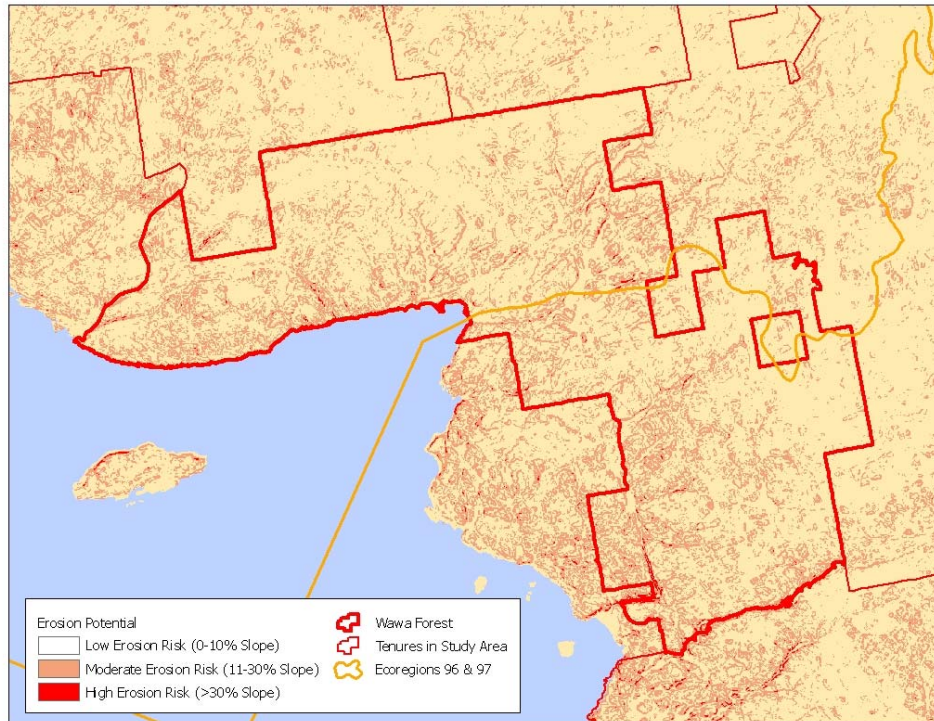 Erosion Potential
Low Erosion Risk (0-10% Slope)
Moderate Erosion Risk (11-30% Slope)
High Erosion Risk (>30% Slope)
Wawa Forest
Tenures in Study Area
Ecoregions 96 & 97